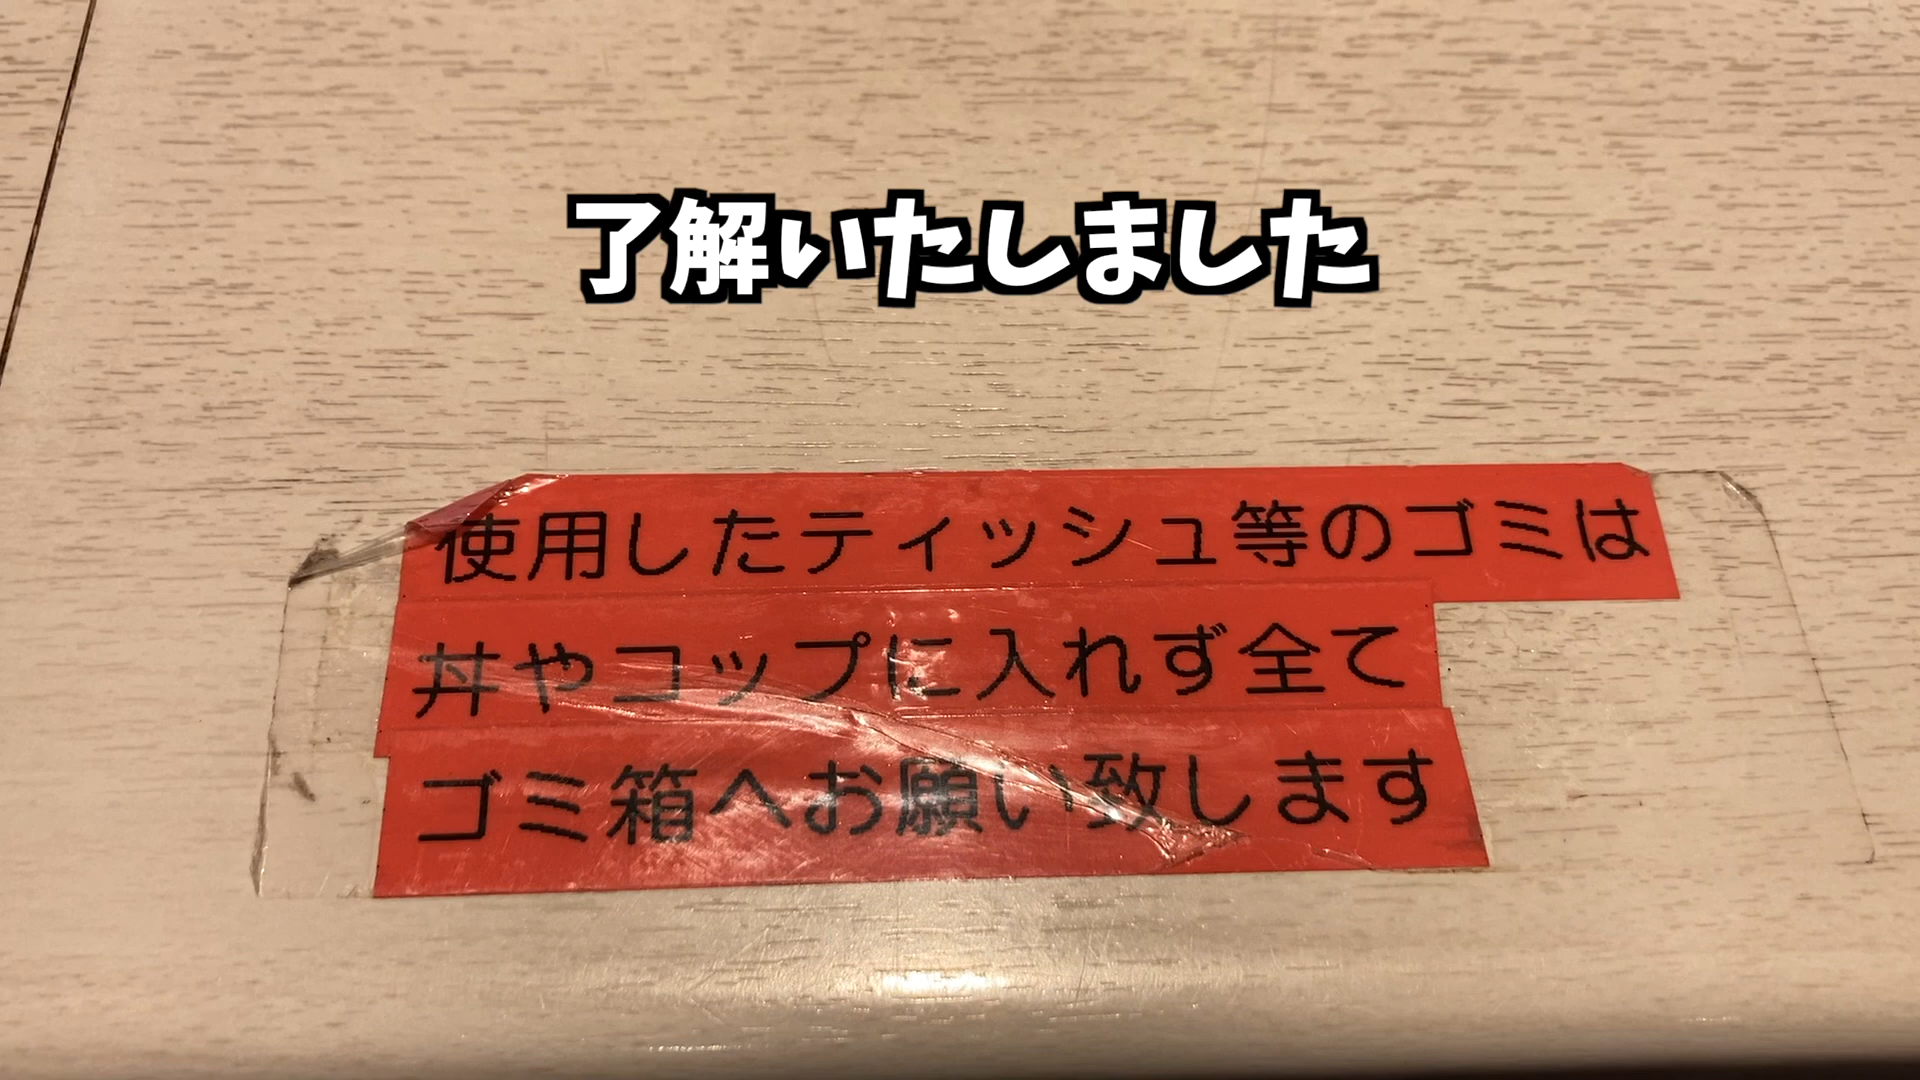 了解いたしました
使用したティッシュ等のゴミは
丼やコップに入れず全て
ゴミ箱へお願い致します